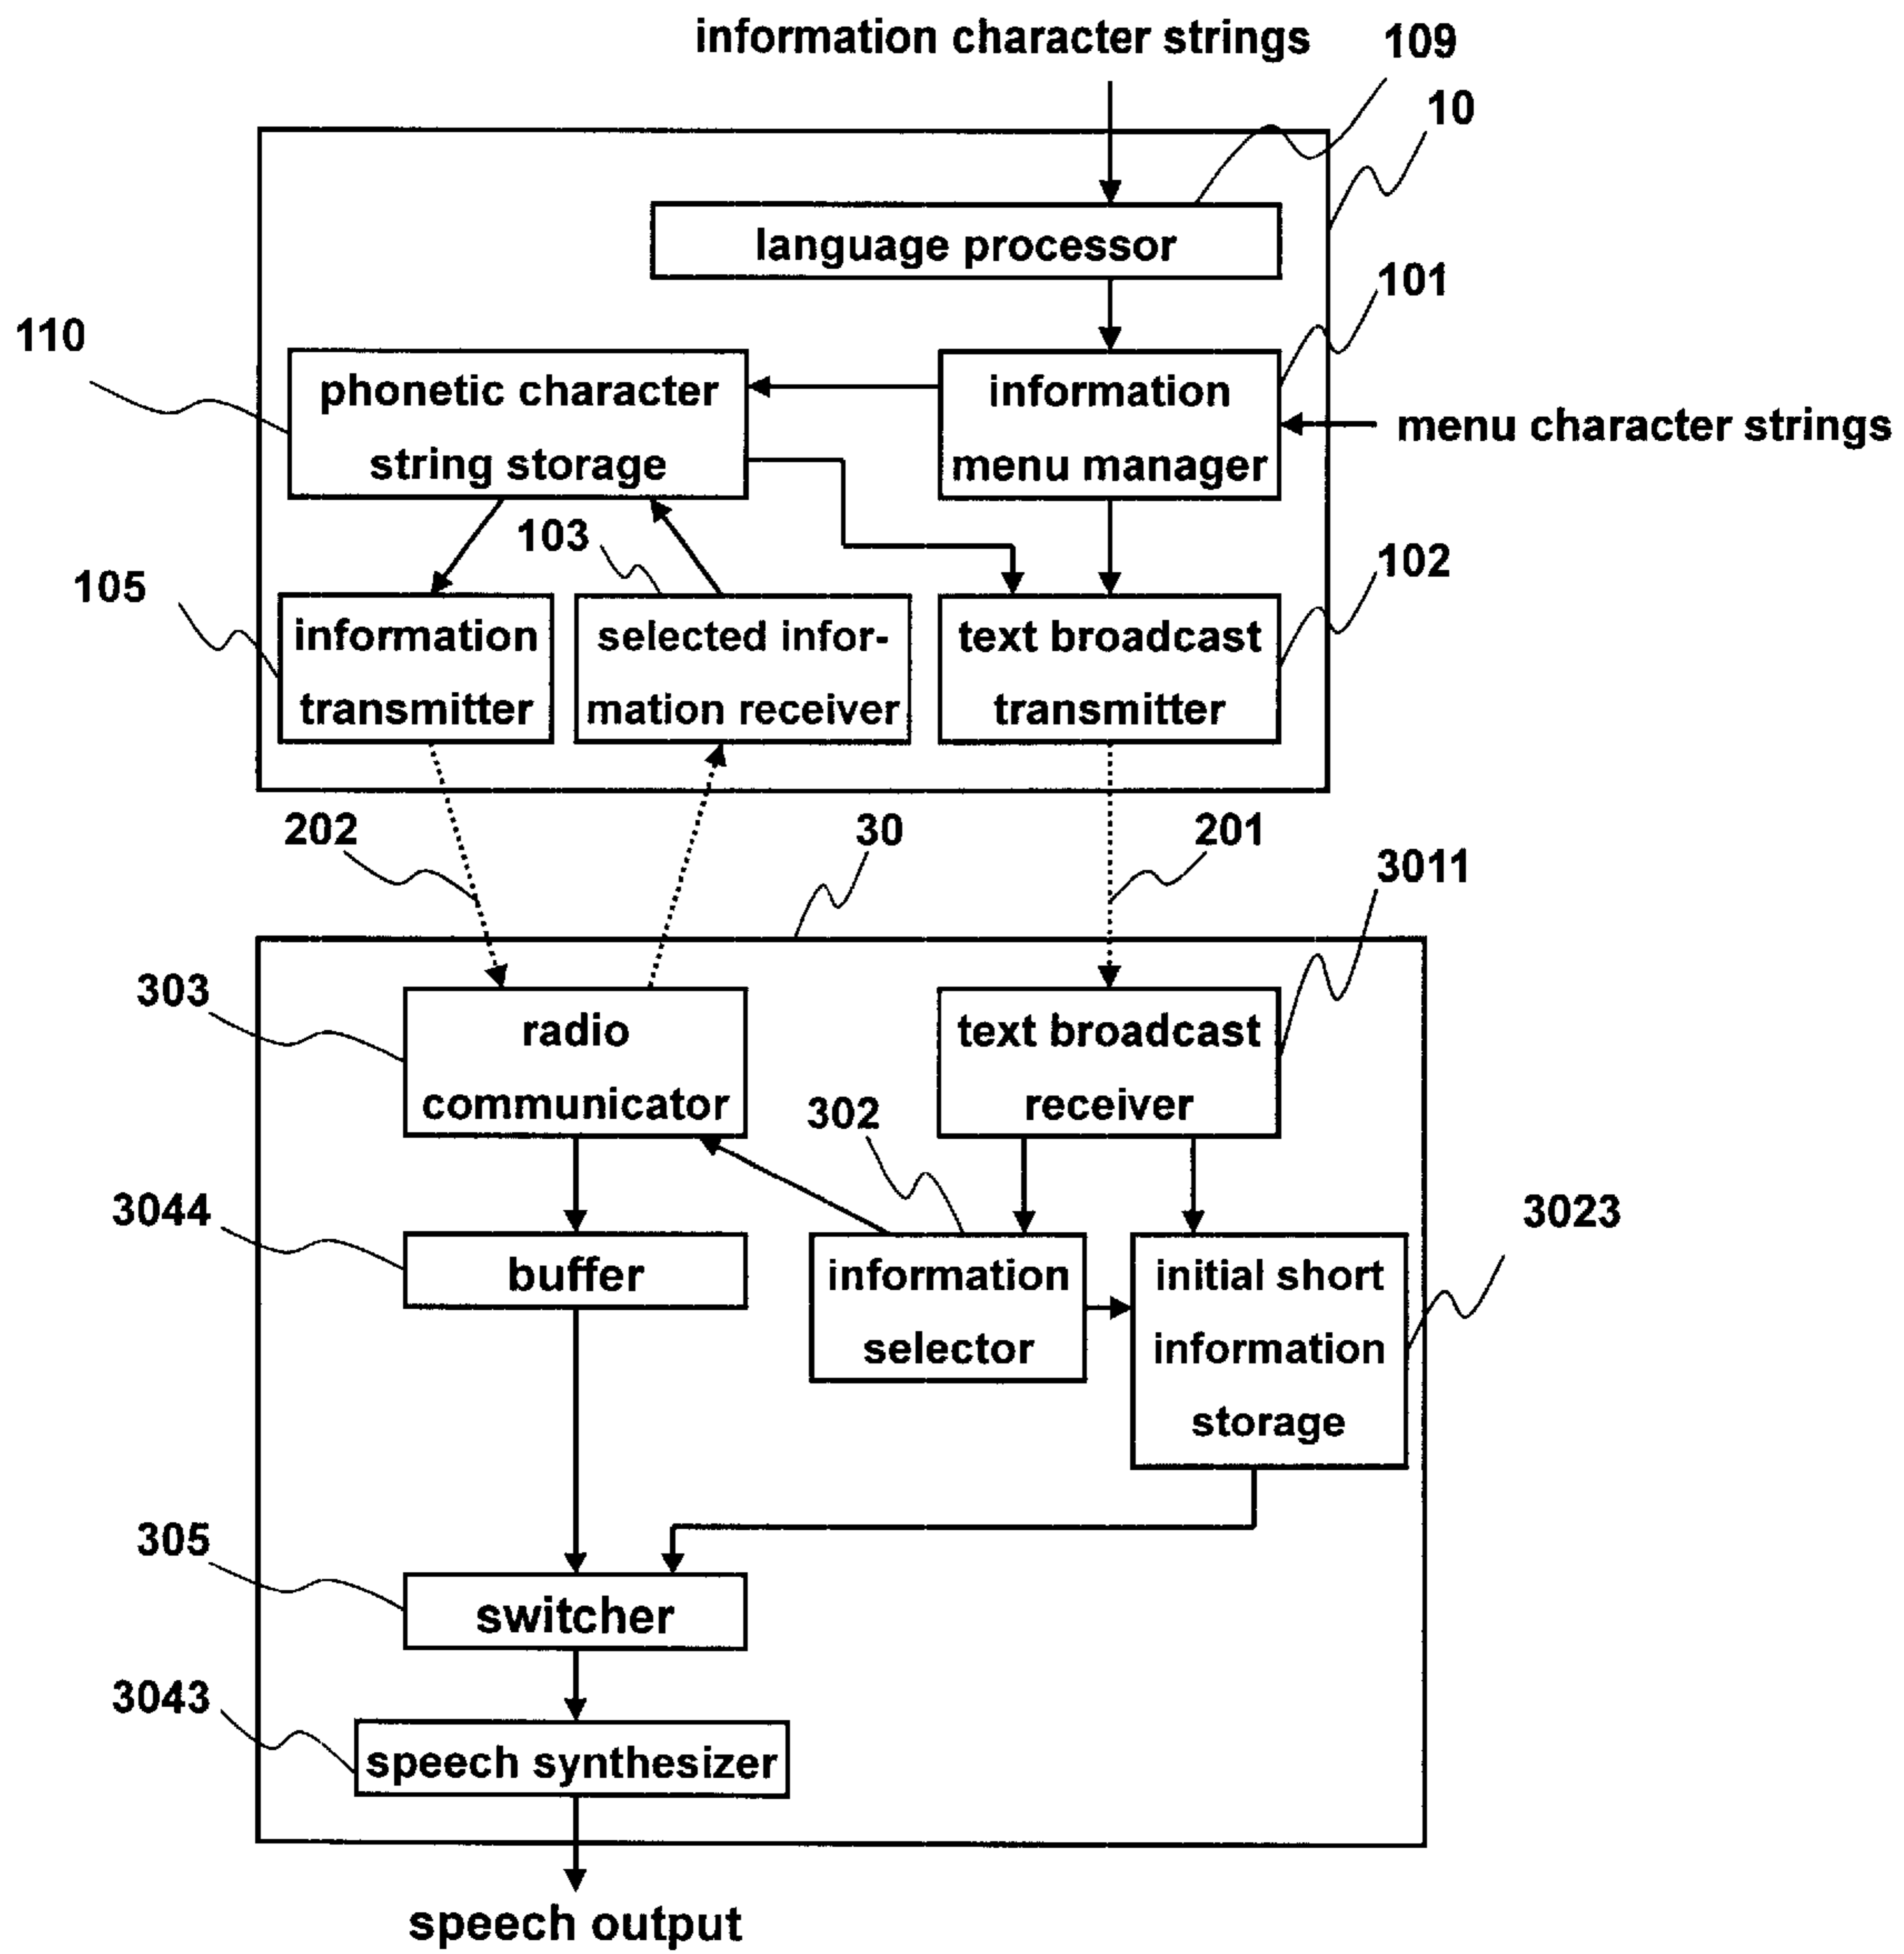 information character strings
109
10
language processor
101
110
phonetic character
string storage
information
menu manager
menu character strings
103
102
105
information
transmitter
selected infor-
mation receiver
text broadcast
transmitter
202
30
201
3011
303
radio
communicator
text broadcast
receiver
302
3044
buffer
3023
information
selector
initial short
information
storage
305
switcher
3043
speech synthesizer
speech output